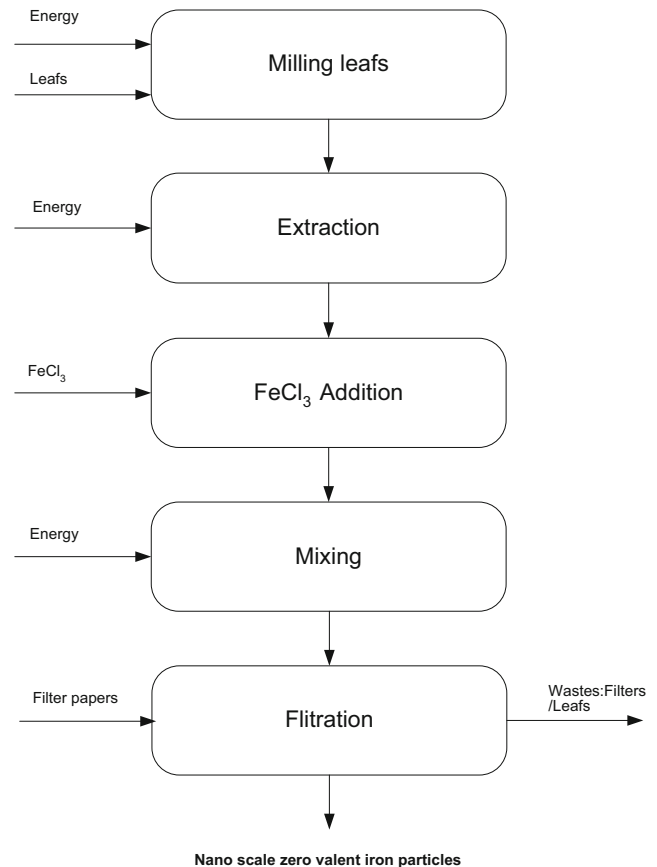 Energy
Milling leafs
Leafs
Energy
Extraction
FeCl₃
FeCl₃ Addition
Energy
Mixing
Filter papers
Flitration
Wastes:Filters
/Leafs
Nano scale zero valent iron particles